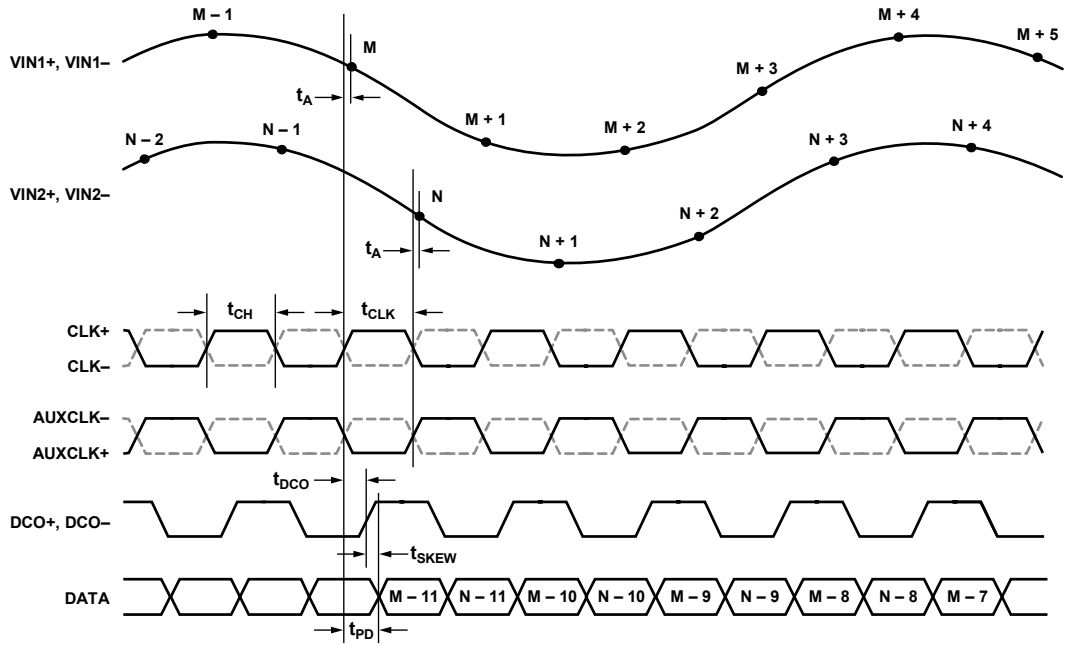 M – 1
M
M + 1
M + 2
M + 3
M + 4
M + 5
VIN1+, VIN1–
tA
N – 2
N – 1
N
N + 1
N + 2
N + 3
N + 4
VIN2+, VIN2–
tA
tCH
tCLK
CLK+
CLK–
AUXCLK–
AUXCLK+
tDCO
DCO+, DCO–
tSKEW
DATA
M – 11
N – 11
M – 10
N – 10
M – 9
N – 9
M – 8
N – 8
M – 7
tPD